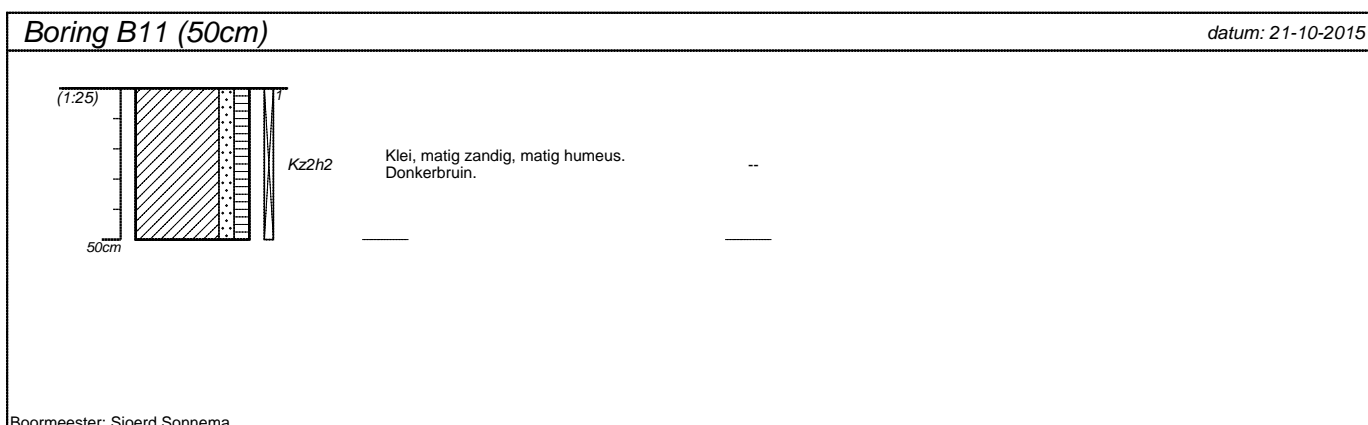 Boring B11 (50cm)
datum: 21-10-2015
(1:25)
1
Kz2h2
Klei, matig zandig, matig humeus.
Donkerbruin.
--
50cm
Boormeester: Sjoerd Sonnema